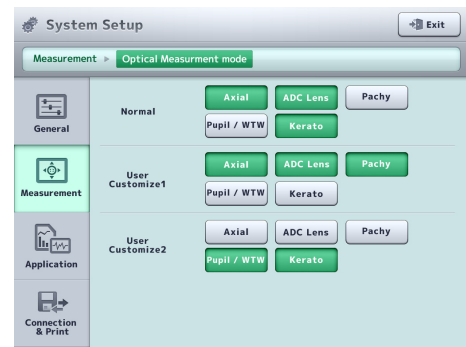 System Setup
Exit
Measurement
Optical Measurment mode
General
Measurement
Application
Connection
& Print
Normal
Axial
ADC Lens
Pachy
Pupil / WTW
Kerato
User
Customize1
Axial
ADC Lens
Pachy
Pupil / WTW
Kerato
User
Customize2
Axial
ADC Lens
Pachy
Pupil / WTW
Kerato